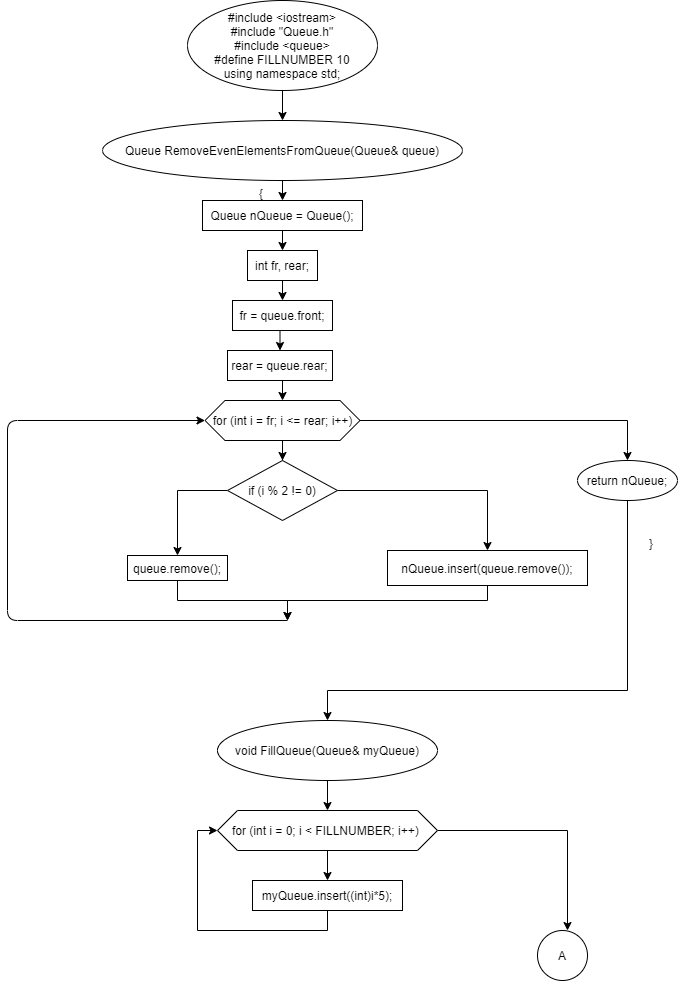 #include <iostream>
#include "Queue.h"
#include <queue>
#define FILLNUMBER 10
using namespace std;
Queue RemoveEvenElementsFromQueue(Queue& queue)
{
Queue nQueue = Queue();
int fr, rear;
fr = queue.front;
rear = queue.rear;
for (int i = fr; i <= rear; i++)
if (i % 2 != 0)
return nQueue;
queue.remove();
nQueue.insert(queue.remove());
}
void FillQueue(Queue& myQueue)
for (int i = 0; i < FILLNUMBER; i++)
myQueue.insert((int)i*5);
A